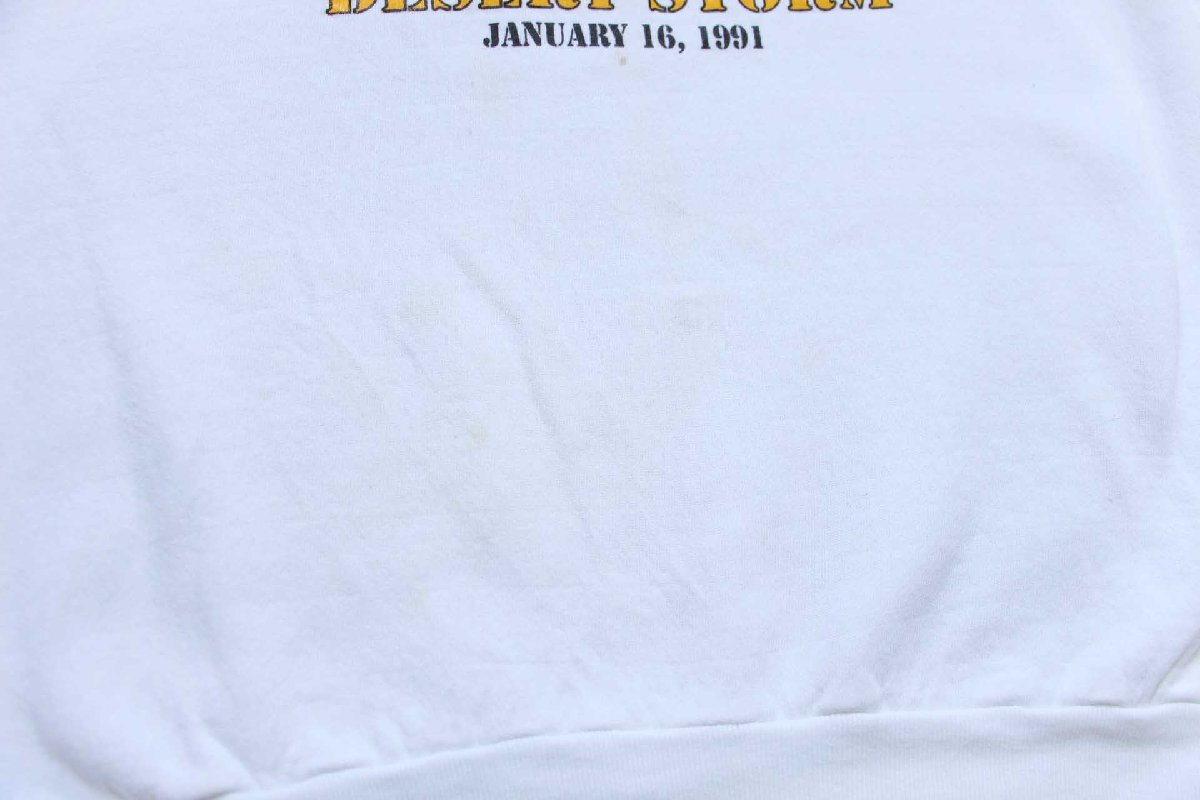 DESERT STORM
JANUARY 16, 1991